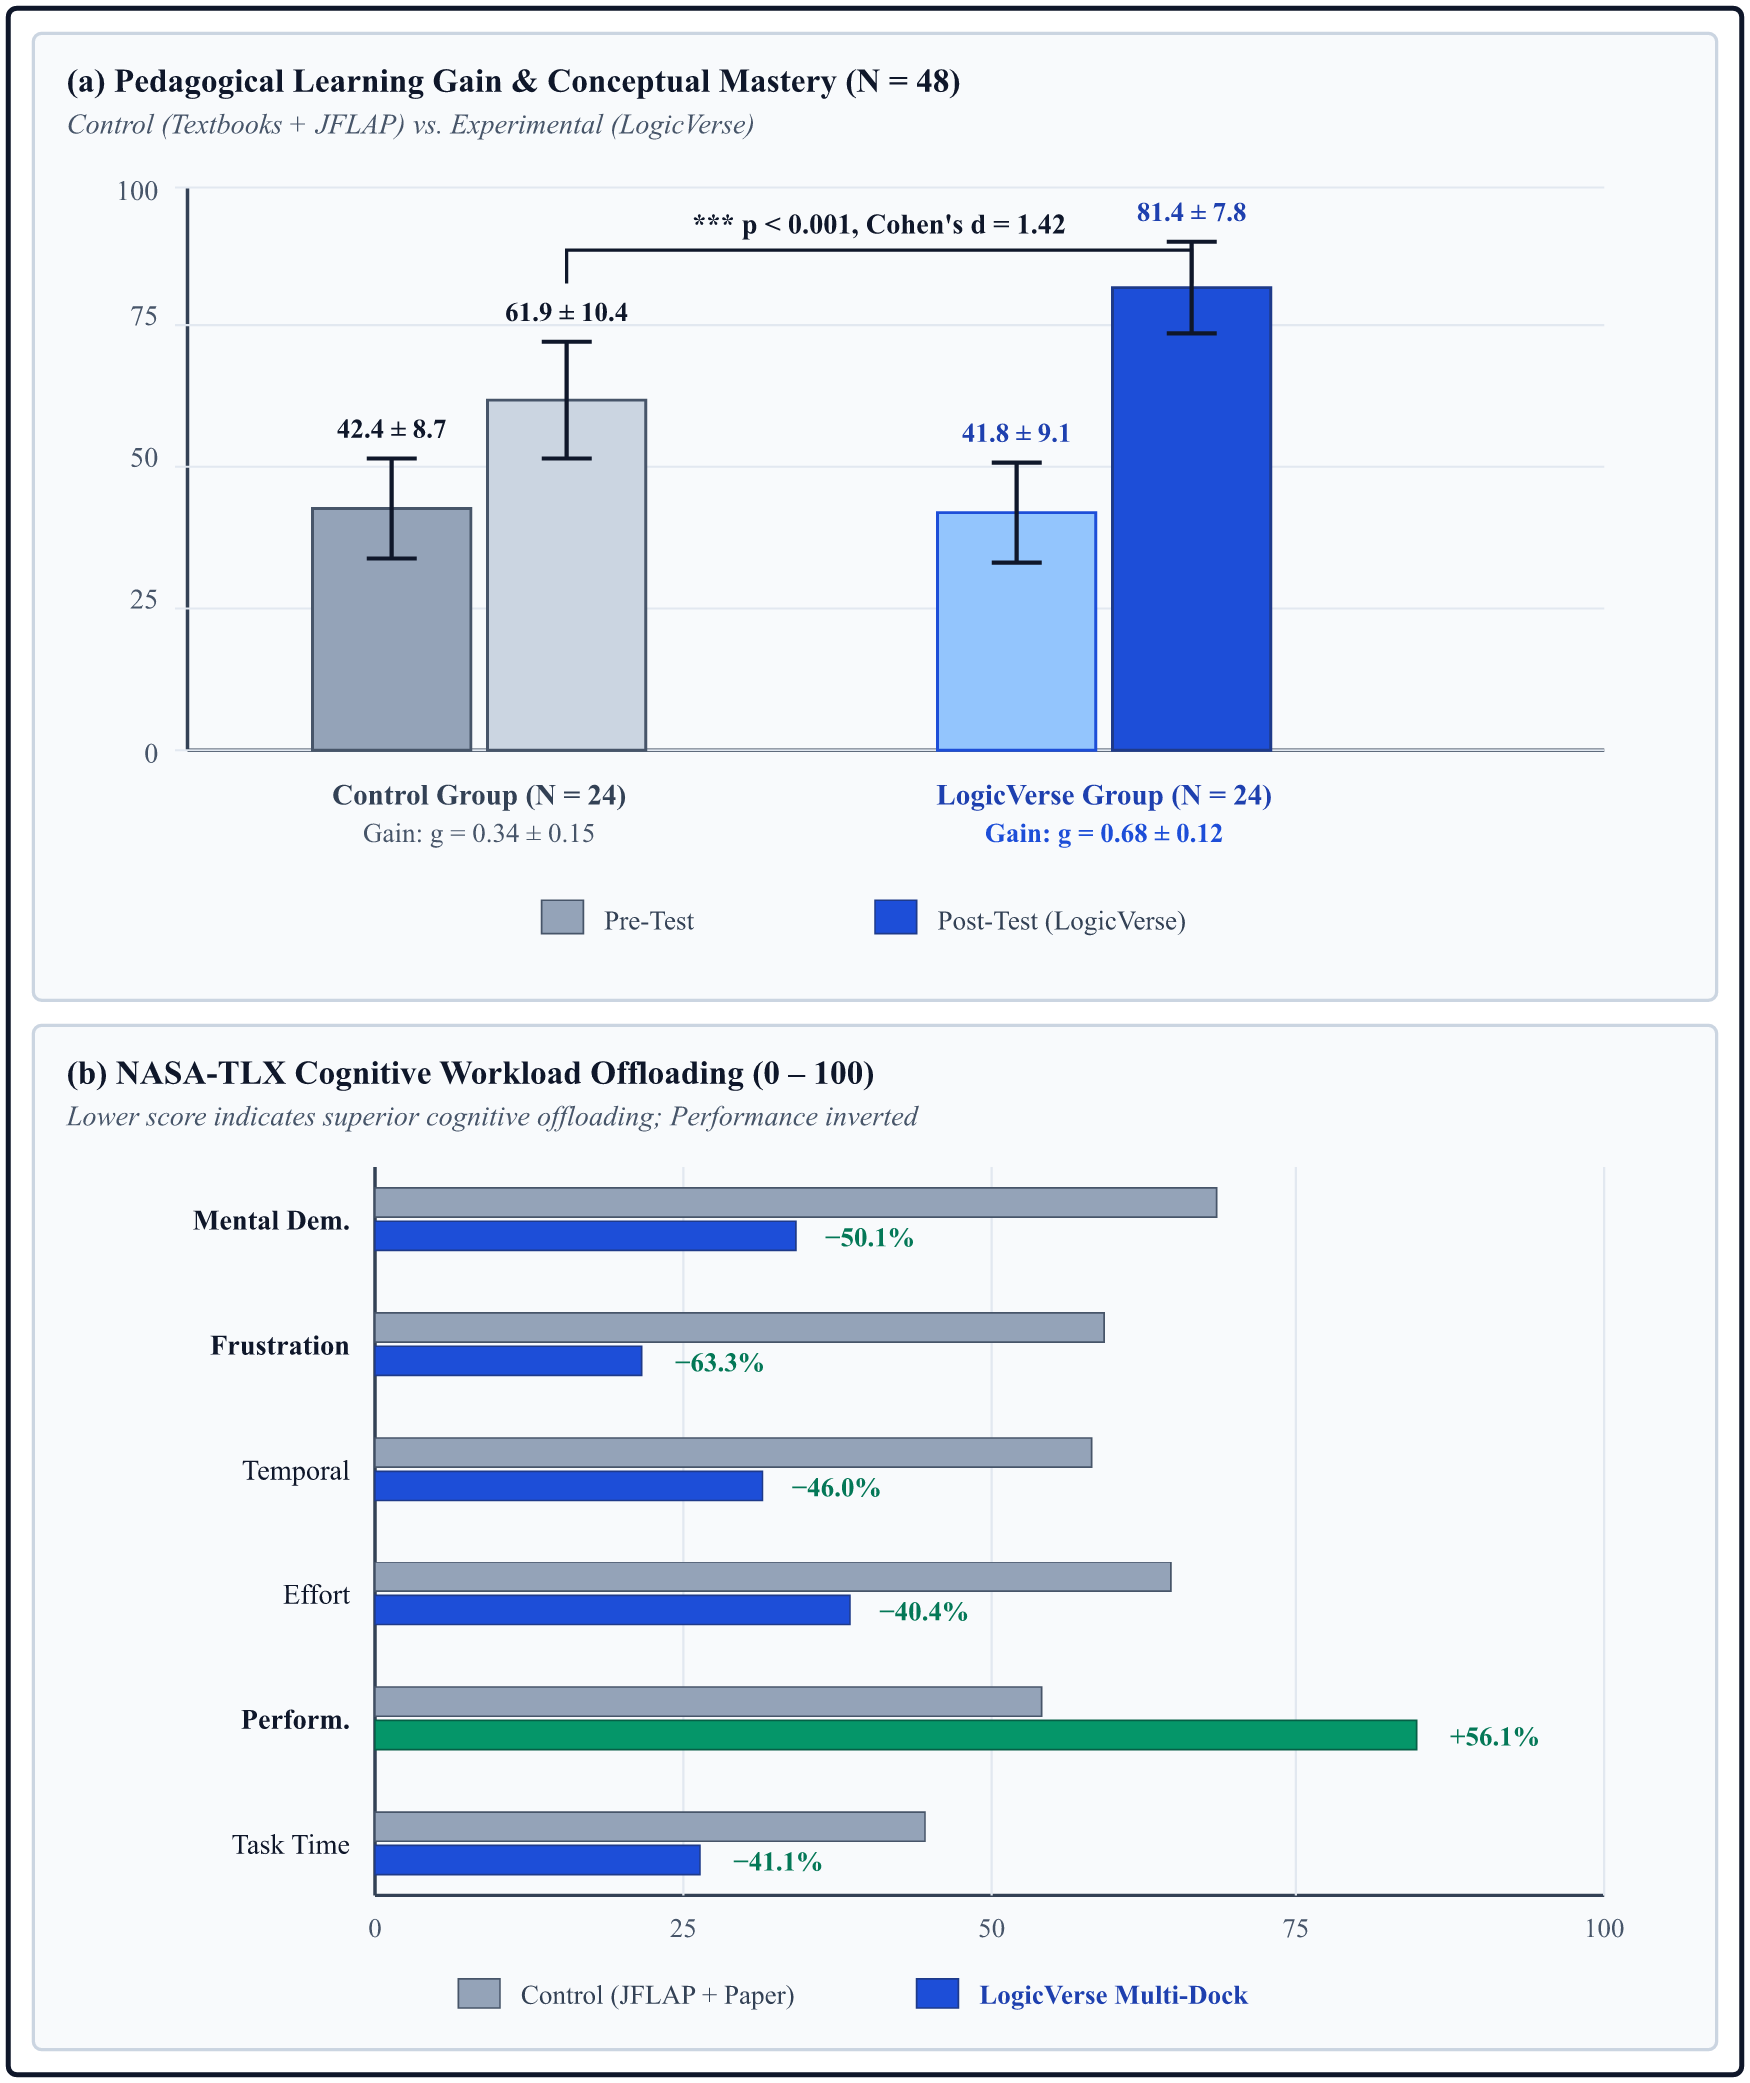 (a) Pedagogical Learning Gain & Conceptual Mastery (N = 48)
Control (Textbooks + JFLAP) vs. Experimental (LogicVerse)
100
75
50
25
0
*** p < 0.001, Cohen's d = 1.42
81.4 ± 7.8
61.9 ± 10.4
42.4 ± 8.7
41.8 ± 9.1
Control Group (N = 24)
Gain: g = 0.34 ± 0.15
LogicVerse Group (N = 24)
Gain: g = 0.68 ± 0.12
Pre-Test
Post-Test (LogicVerse)
(b) NASA-TLX Cognitive Workload Offloading (0 – 100)
Lower score indicates superior cognitive offloading; Performance inverted
Mental Dem.
−50.1%
Frustration
−63.3%
Temporal
−46.0%
Effort
−40.4%
Perform.
+56.1%
Task Time
−41.1%
0
25
50
75
100
Control (JFLAP + Paper)
LogicVerse Multi-Dock